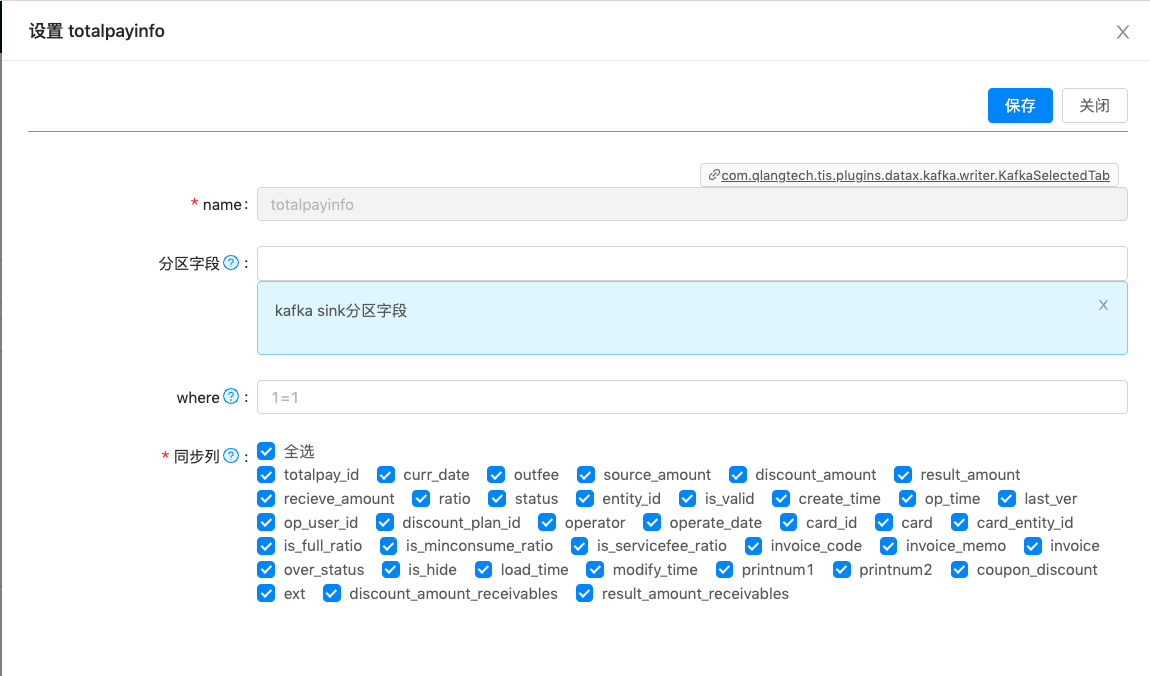 设置 totalpayinfo
X
保存 关闭
com.qlangtech.tis.plugins.datax.kafka.writer.KafkaSelectedTab
* name: totalpayinfo
分区字段 ? :
kafka sink分区字段 X
where ? : 1=1
* 同步列 ? : 全选
totalpay_id curr_date outfee source_amount discount_amount result_amount
recieve_amount ratio status entity_id is_valid create_time op_time last_ver
op_user_id discount_plan_id operator operate_date card_id card card_entity_id
is_full_ratio is_minconsume_ratio is_servicefee_ratio invoice_code invoice_memo invoice
over_status is_hide load_time modify_time printnum1 printnum2 coupon_discount
ext discount_amount_receivables result_amount_receivables